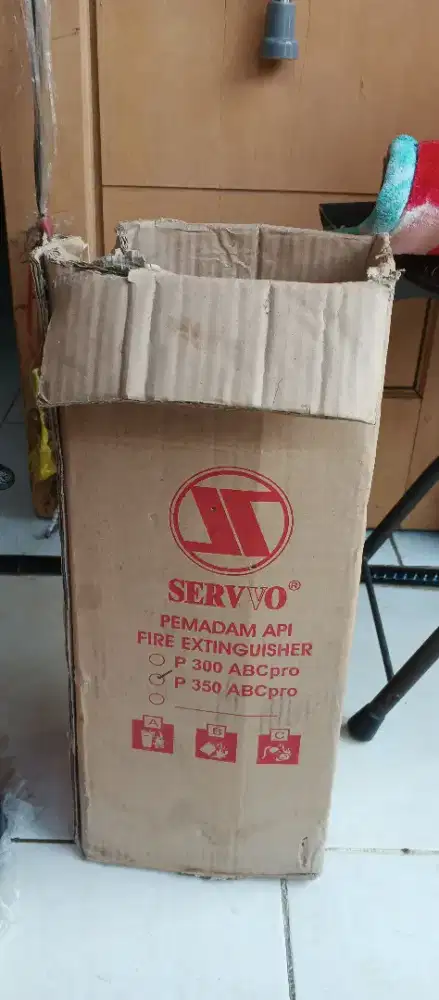 SERVVO®
PEMADAM API
FIRE EXTINGUISHER
P 300 ABCpro
P 350 ABCpro
A B C